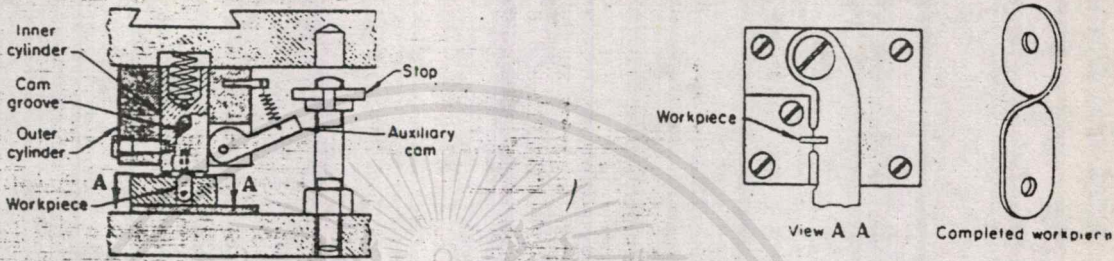 Inner
cylinder
Cam
groove
Outer
cylinder
A
A
Workpiece
Stop
Auxiliary
cam
Workpiece
View A A
Completed workpiece